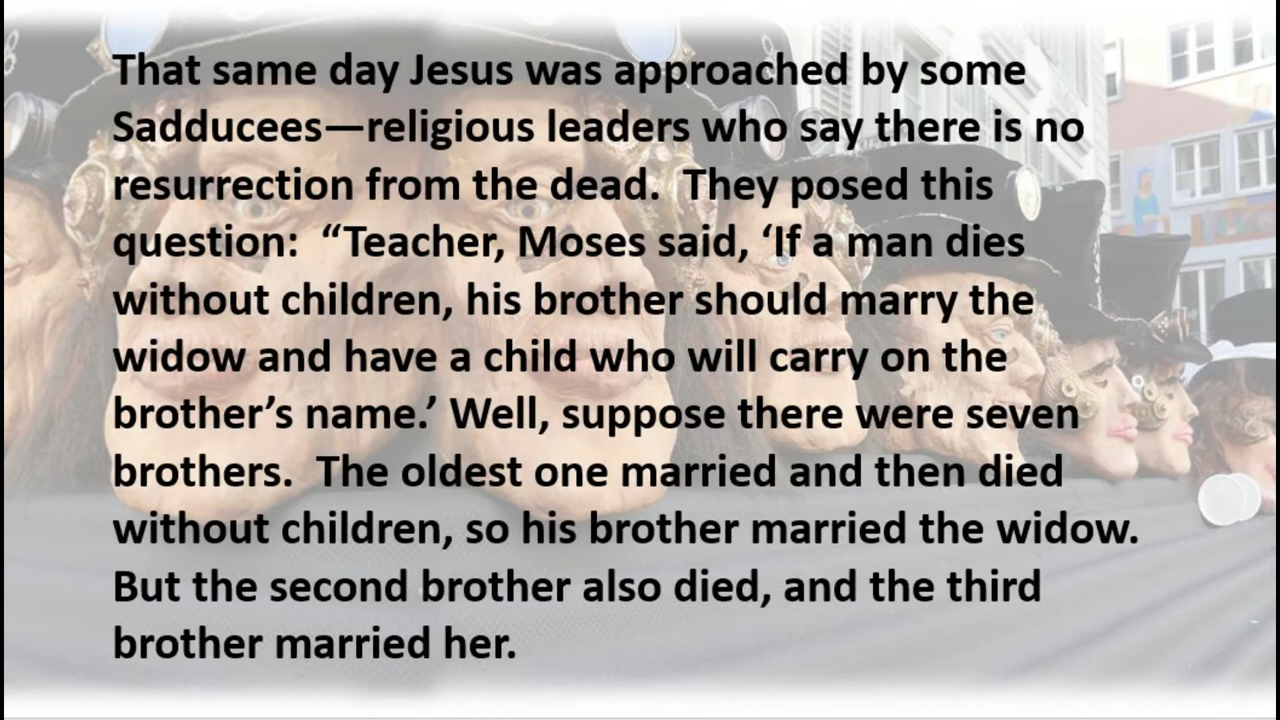 That same day Jesus was approached by some
Sadducees—religious leaders who say there is no
resurrection from the dead.  They posed this
question:  “Teacher, Moses said, ‘If a man dies
without children, his brother should marry the
widow and have a child who will carry on the
brother’s name.’ Well, suppose there were seven
brothers.  The oldest one married and then died
without children, so his brother married the widow.
But the second brother also died, and the third
brother married her.